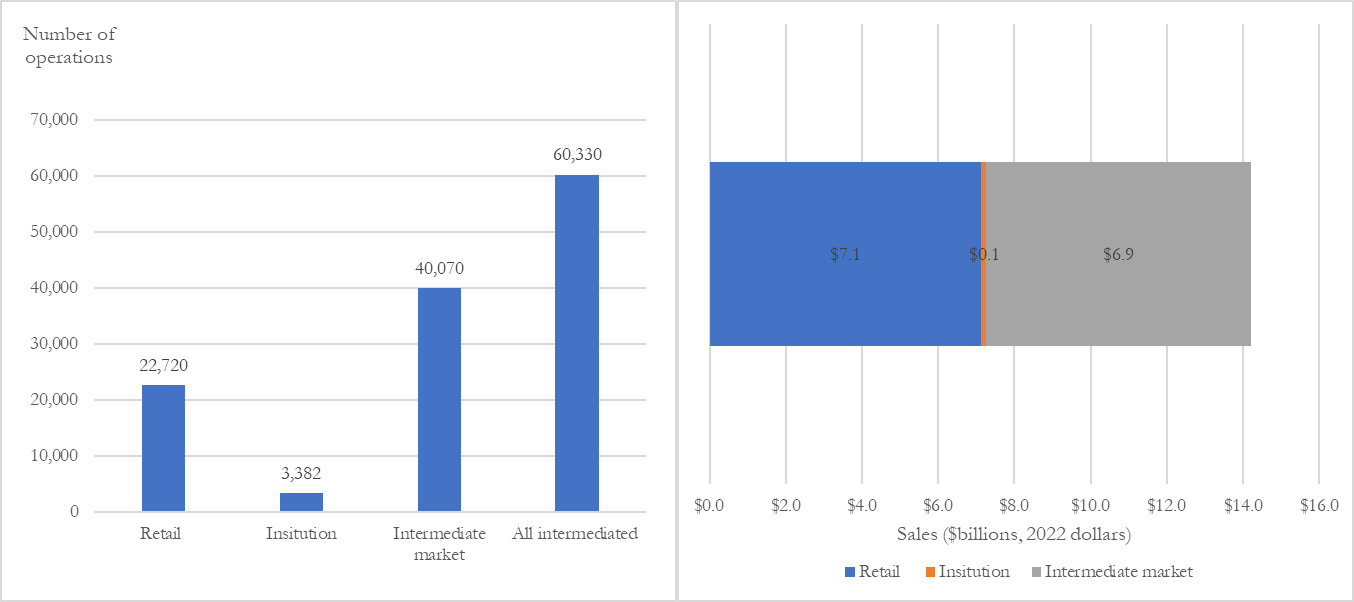 Number of
operations
70,000
60,000
50,000
40,000
30,000
20,000
10,000
0
22,720
3,382
40,070
60,330
Retail
Insitution
Intermediate
market
All intermediated
$7.1
$0.1
$6.9
$0.0 $2.0 $4.0 $6.0 $8.0 $10.0 $12.0 $14.0 $16.0
Sales ($billions, 2022 dollars)
Retail Insitution Intermediate market